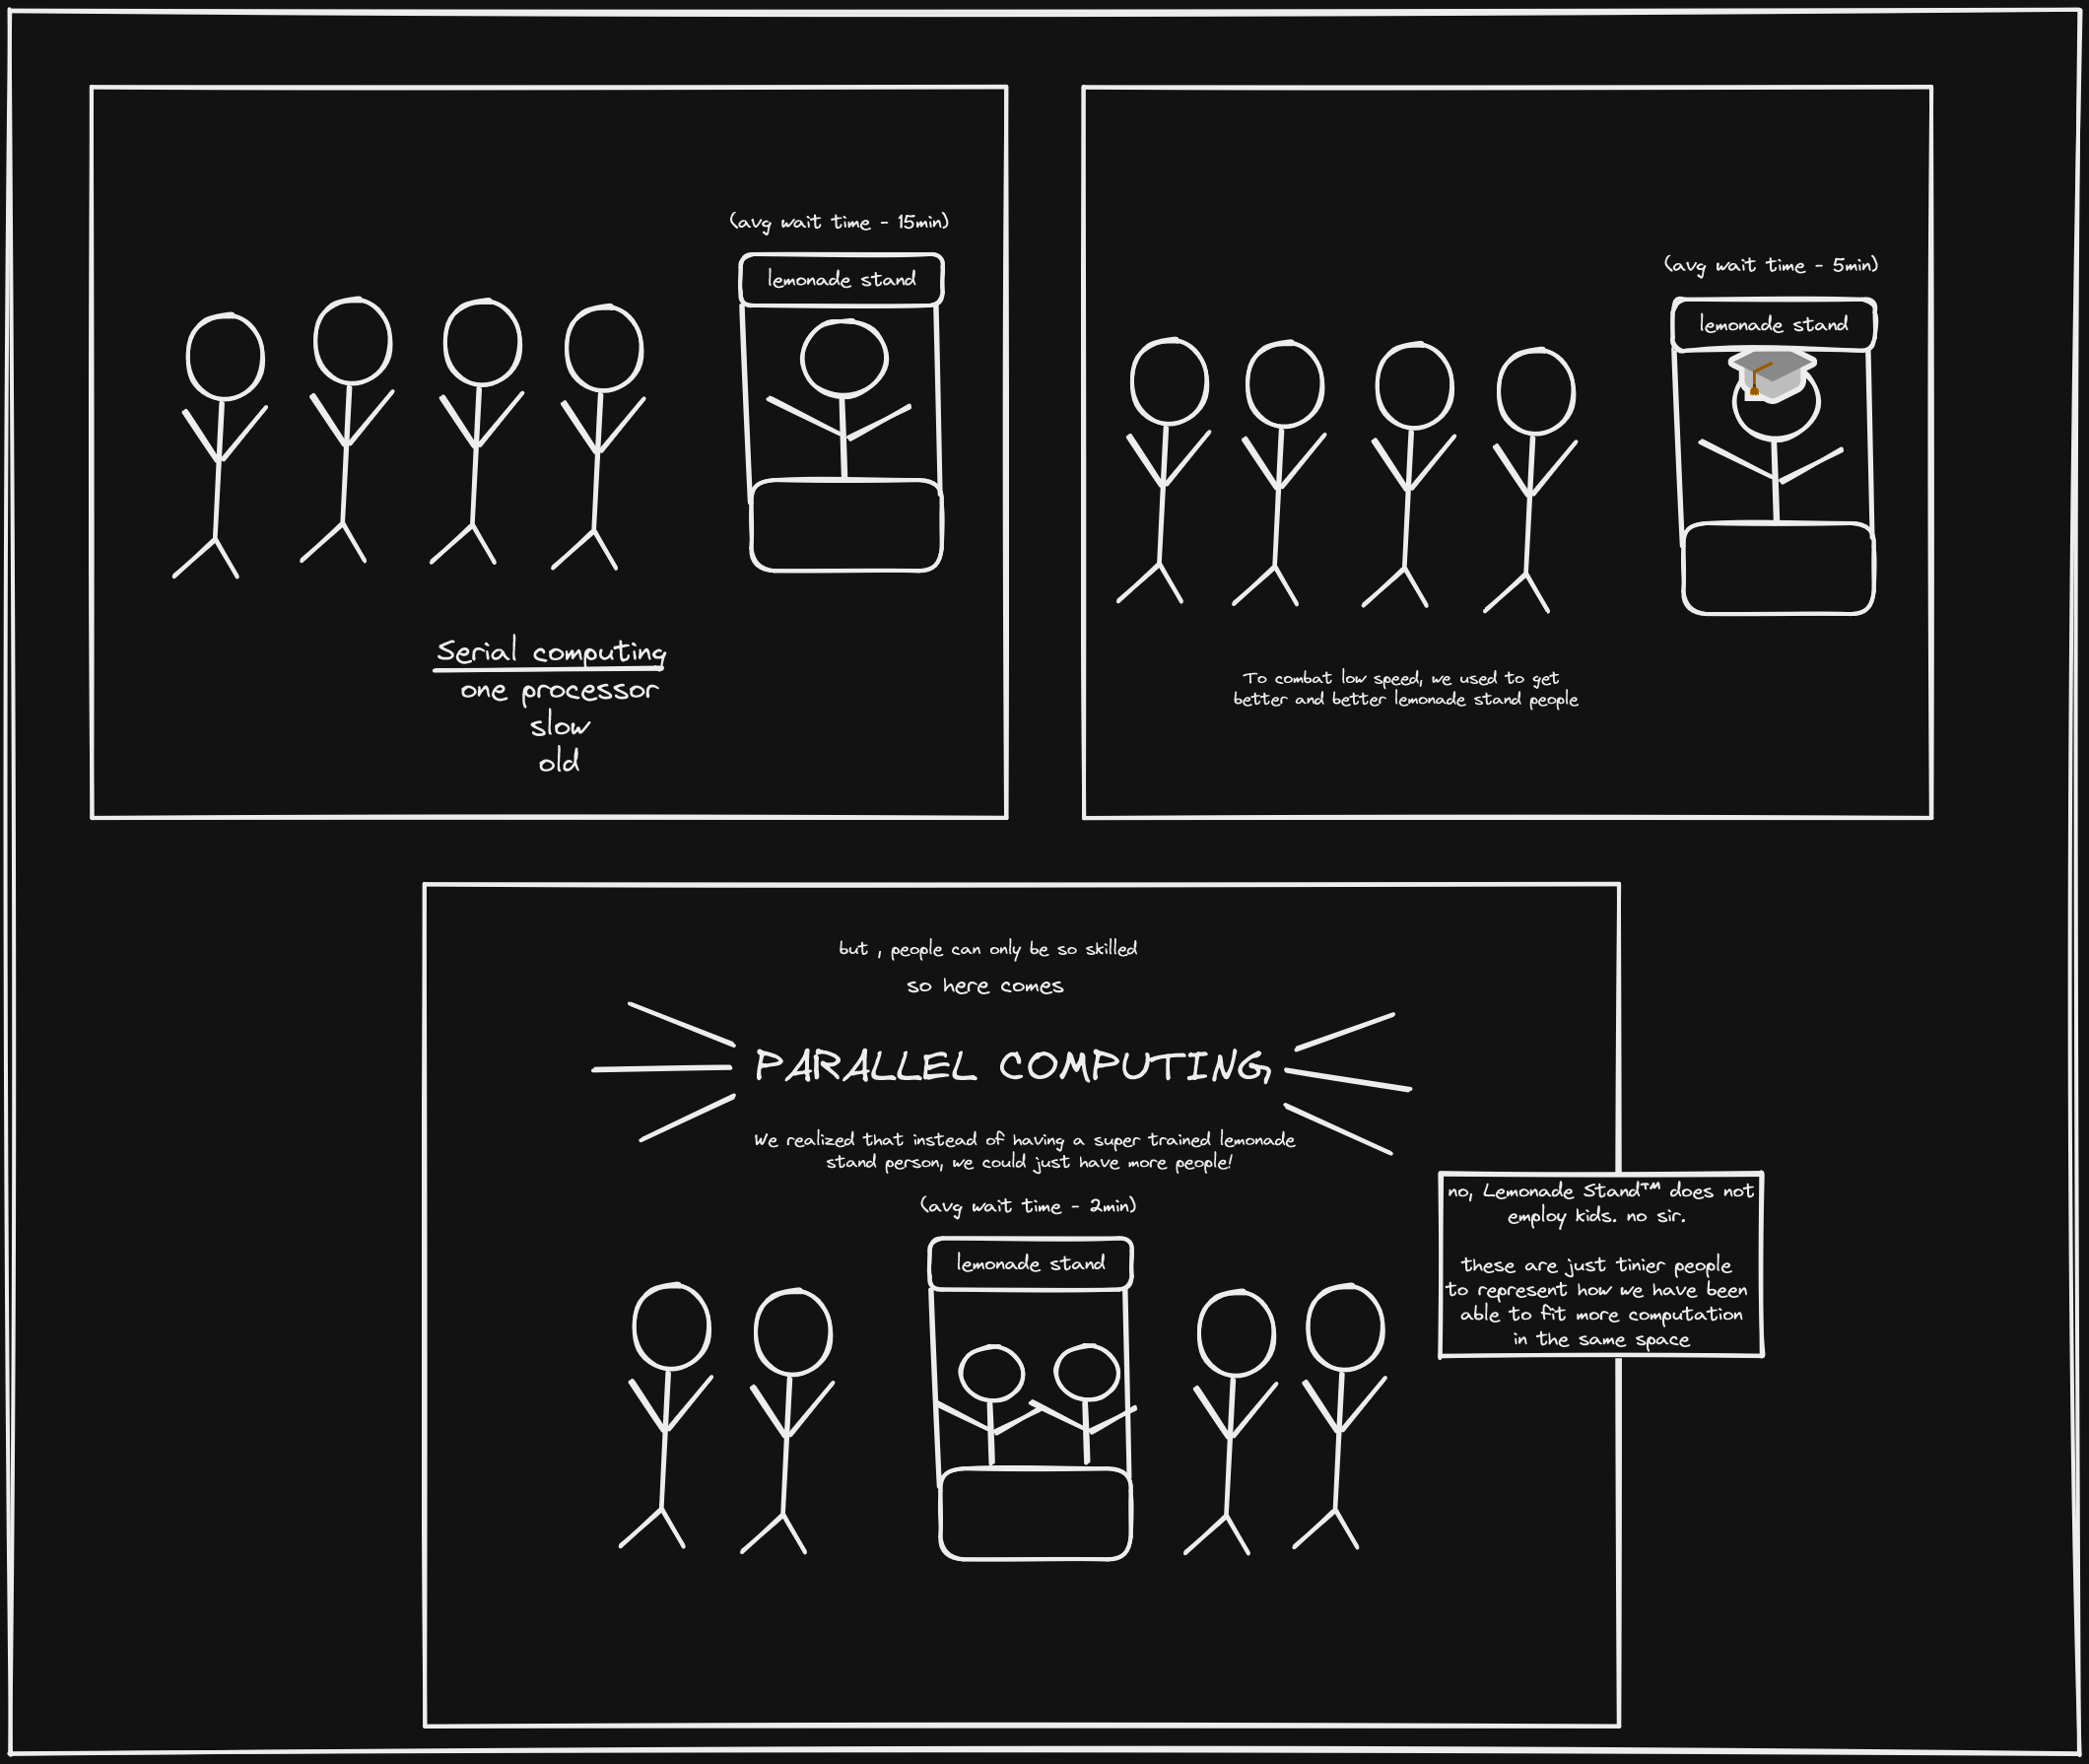 (avg wait time - 15min)
lemonade stand
Serial computing
one processor
slow
old
(avg wait time - 5min)
lemonade stand
To combat low speed, we used to get
better and better lemonade stand people
but , people can only be so skilled
so here comes
PARALLEL COMPUTING,
We realized that instead of having a super trained lemonade
stand person, we could just have more people!
(avg wait time - 2min)
lemonade stand
no, Lemonade Stand™ does not
employ kids. no sir.
these are just tinier people
to represent how we have been
able to fit more computation
in the same space